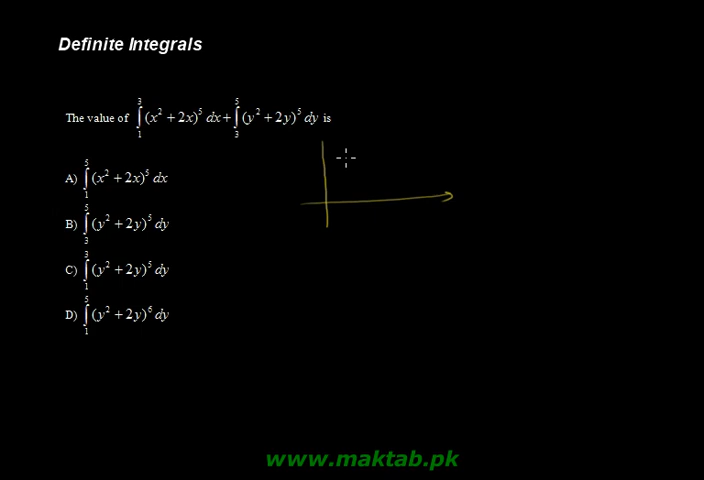 Definite Integrals
The value of ∫₁³(x² + 2x)⁵ dx + ∫₃⁵(y² + 2y)⁵ dy is
A) ∫₁⁵(x² + 2x)⁵ dx
B) ∫₃⁵(y² + 2y)⁵ dy
C) ∫₁³(y² + 2y)⁵ dy
D) ∫₁⁵(y² + 2y)⁶ dy
www.maktab.pk